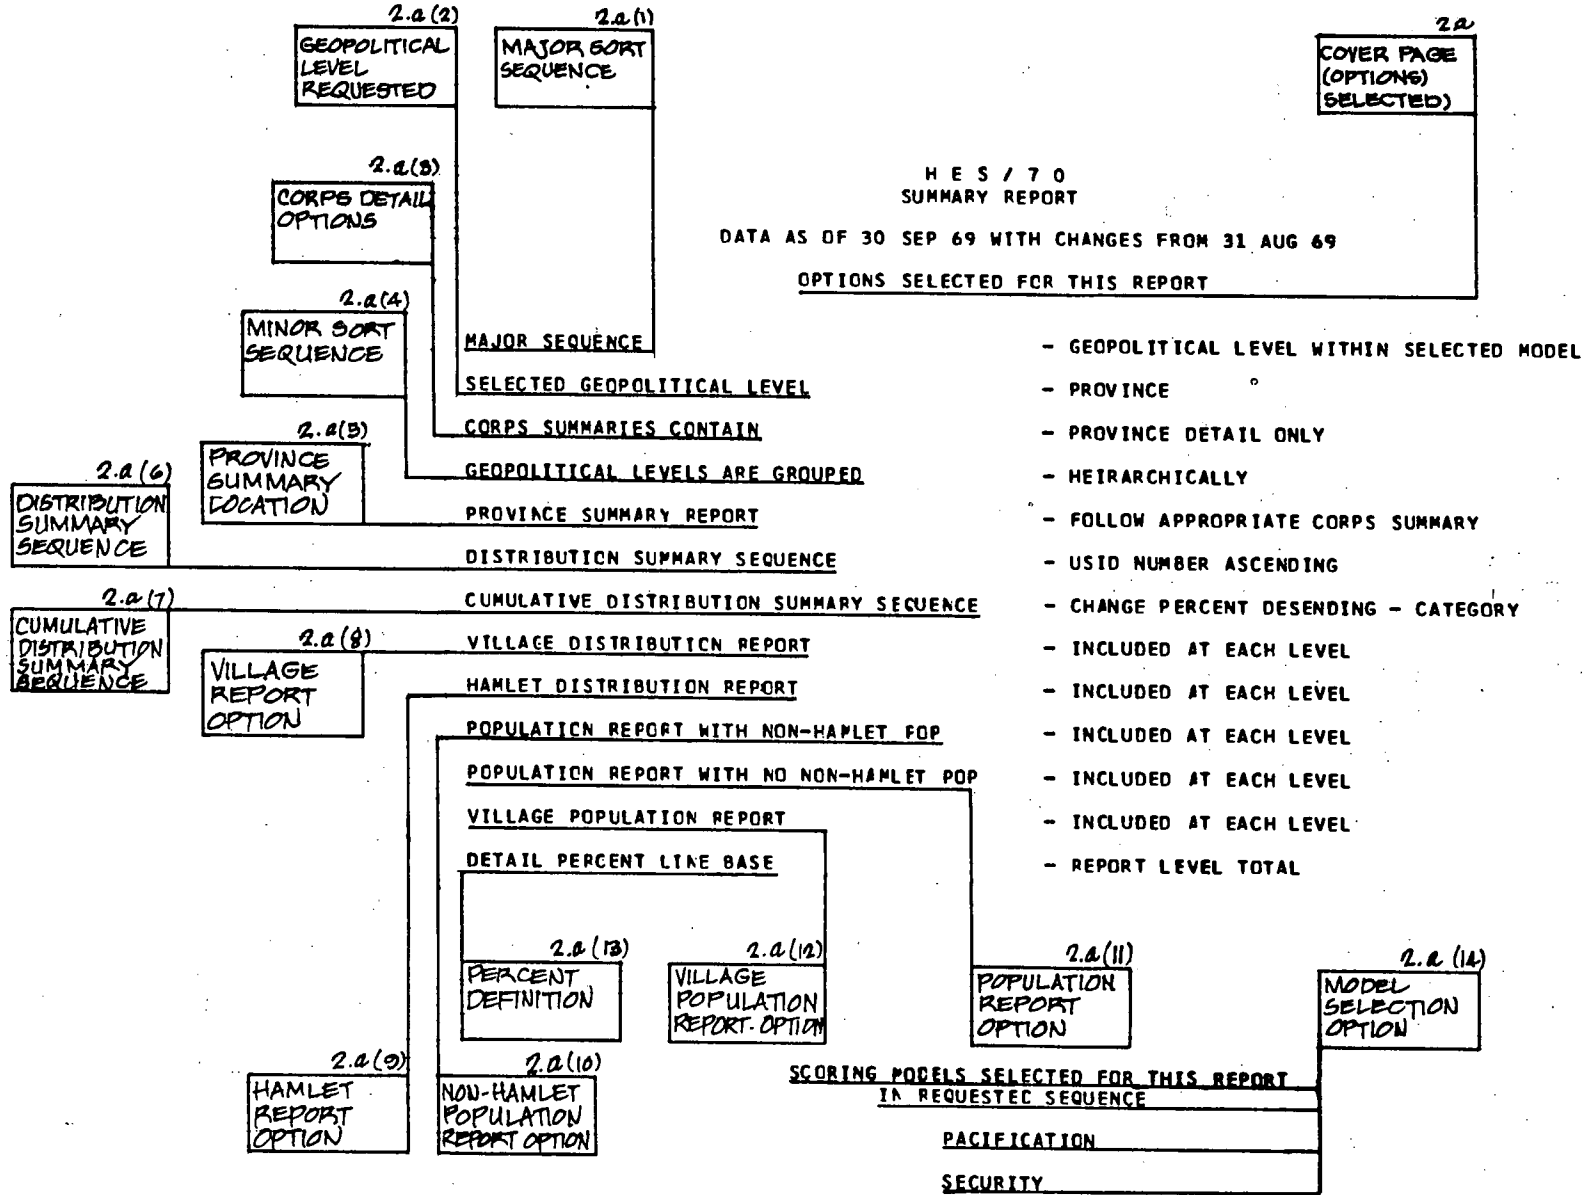 2.a(2)
GEOPOLITICAL
LEVEL
REQUESTED
2.a(1)
MAJOR SORT
SEQUENCE
2a
COVER PAGE
(OPTIONS)
SELECTED)
2.a(3)
CORPS DETAIL
OPTIONS
H E S / 7 0
SUMMARY REPORT
DATA AS OF 30 SEP 69 WITH CHANGES FROM 31 AUG 69
OPTIONS SELECTED FOR THIS REPORT
2.a(4)
MINOR SORT
SEQUENCE
MAJOR SEQUENCE - GEOPOLITICAL LEVEL WITHIN SELECTED MODEL
SELECTED GEOPOLITICAL LEVEL - PROVINCE
CORPS SUMMARIES CONTAIN - PROVINCE DETAIL ONLY
2.a(5)
PROVINCE
SUMMARY
LOCATION
GEOPOLITICAL LEVELS ARE GROUPED - HEIRARCHICALLY
2.a(6)
DISTRIBUTION
SUMMARY
SEQUENCE
PROVINCE SUMMARY REPORT - FOLLOW APPROPRIATE CORPS SUMMARY
DISTRIBUTION SUMMARY SEQUENCE - USID NUMBER ASCENDING
2.a(7)
CUMULATIVE
DISTRIBUTION
SUMMARY
SEQUENCE
CUMULATIVE DISTRIBUTION SUMMARY SEQUENCE - CHANGE PERCENT DESENDING - CATEGORY
2.a(8)
VILLAGE
REPORT
OPTION
VILLAGE DISTRIBUTION REPORT - INCLUDED AT EACH LEVEL
HAMLET DISTRIBUTION REPORT - INCLUDED AT EACH LEVEL
POPULATION REPORT WITH NON-HAMLET POP - INCLUDED AT EACH LEVEL
POPULATION REPORT WITH NO NON-HAMLET POP - INCLUDED AT EACH LEVEL
VILLAGE POPULATION REPORT - INCLUDED AT EACH LEVEL
DETAIL PERCENT LINE BASE - REPORT LEVEL TOTAL
2.a(13)
PERCENT
DEFINITION
2.a(12)
VILLAGE
POPULATION
REPORT-OPTION
2.a(11)
POPULATION
REPORT
OPTION
2.a(14)
MODEL
SELECTION
OPTION
2.a(9)
HAMLET
REPORT
OPTION
2.a(10)
NON-HAMLET
POPULATION
REPORT OPTION
SCORING MODELS SELECTED FOR THIS REPORT
IN REQUESTED SEQUENCE
PACIFICATION
SECURITY